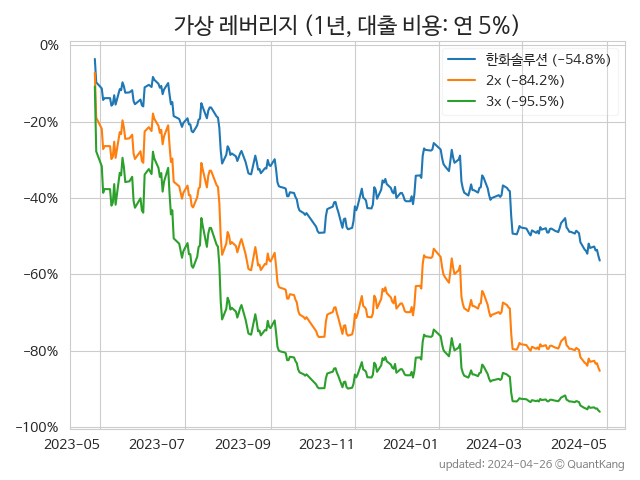 가상 레버리지 (1년, 대출 비용: 연 5%)
한화솔루션 (−54.8%)
2x (−84.2%)
3x (−95.5%)
0%
−20%
−40%
−60%
−80%
−100%
2023-05 2023-07 2023-09 2023-11 2024-01 2024-03 2024-05
updated: 2024-04-26 © QuantKang